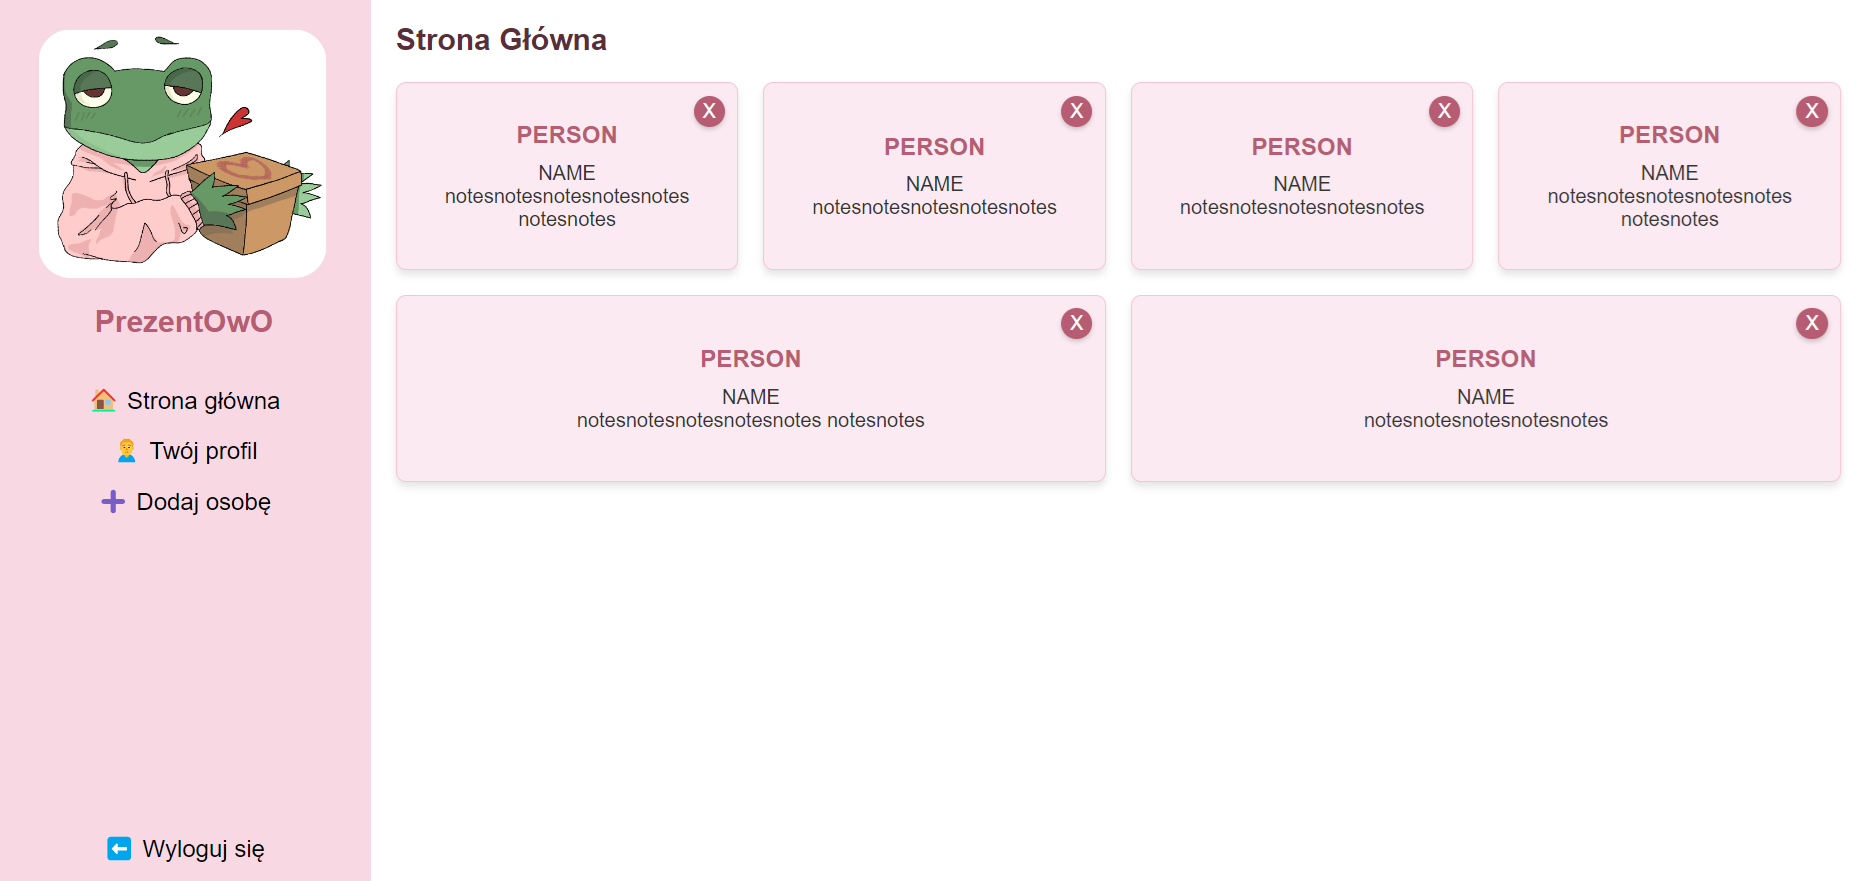 PrezentOwO
🏠 Strona główna
Twój profil
➕ Dodaj osobę
⬅️ Wyloguj się
Strona Główna
X
PERSON
NAME
notesnotesnotesnotesnotes
notesnotes
X
PERSON
NAME
notesnotesnotesnotesnotes
X
PERSON
NAME
notesnotesnotesnotesnotes
X
PERSON
NAME
notesnotesnotesnotesnotes
notesnotes
X
PERSON
NAME
notesnotesnotesnotesnotes notesnotes
X
PERSON
NAME
notesnotesnotesnotesnotes